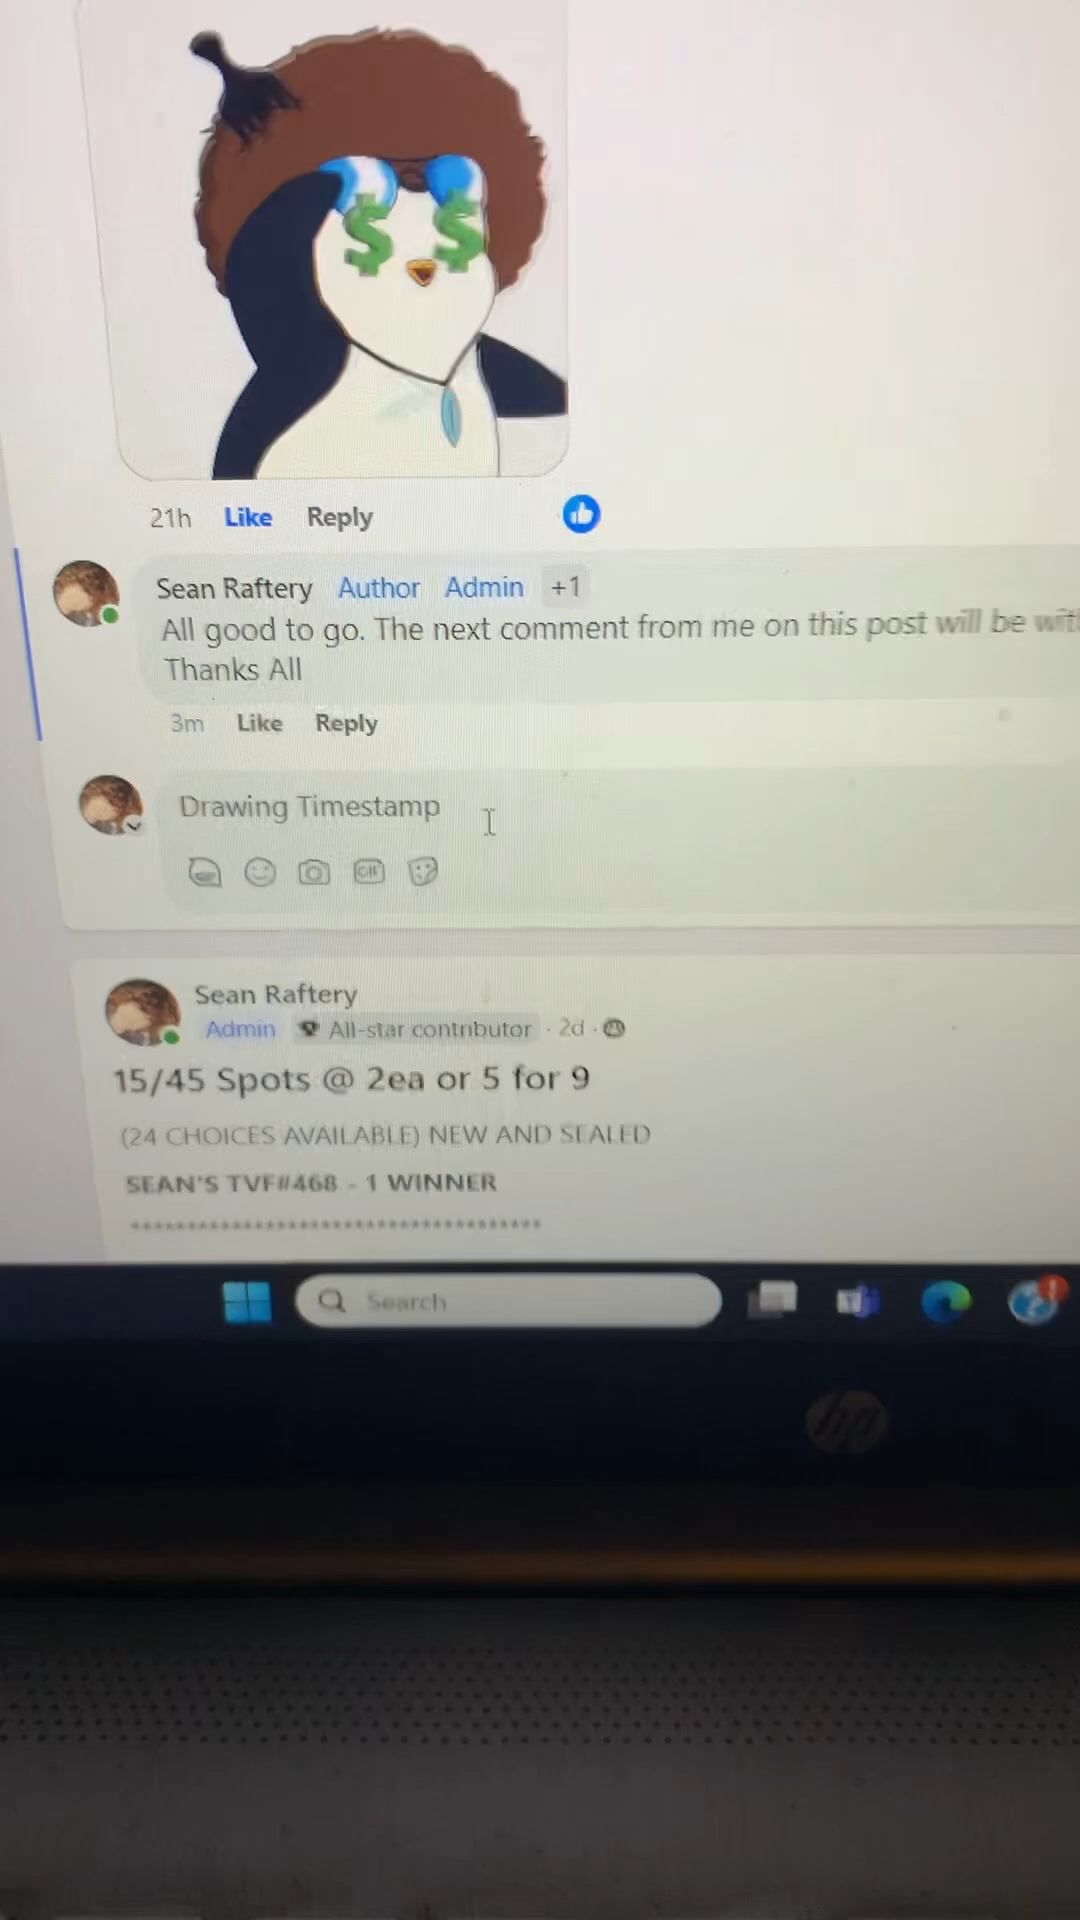 21h Like Reply
Sean Raftery Author Admin +1
All good to go. The next comment from me on this post will be
Thanks All
3m Like Reply
Drawing Timestamp
GIF
Sean Raftery
Admin All-star contributor · 2d ·
15/45 Spots @ 2ea or 5 for 9
(24 CHOICES AVAILABLE) NEW AND SEALED
SEAN'S TVF#468 - 1 WINNER
Search
hp